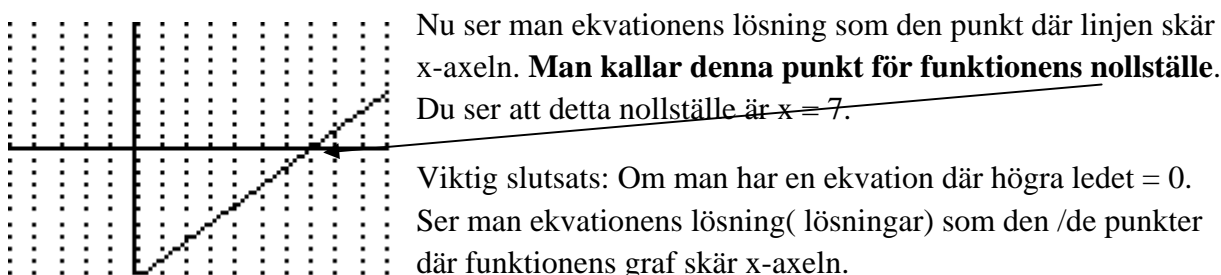 Nu ser man ekvationens lösning som den punkt där linjen skär
x-axeln. Man kallar denna punkt för funktionens nollställe.
Du ser att detta nollställe är x = 7.
Viktig slutsats: Om man har en ekvation där högra ledet = 0.
Ser man ekvationens lösning( lösningar) som den /de punkter
där funktionens graf skär x-axeln.